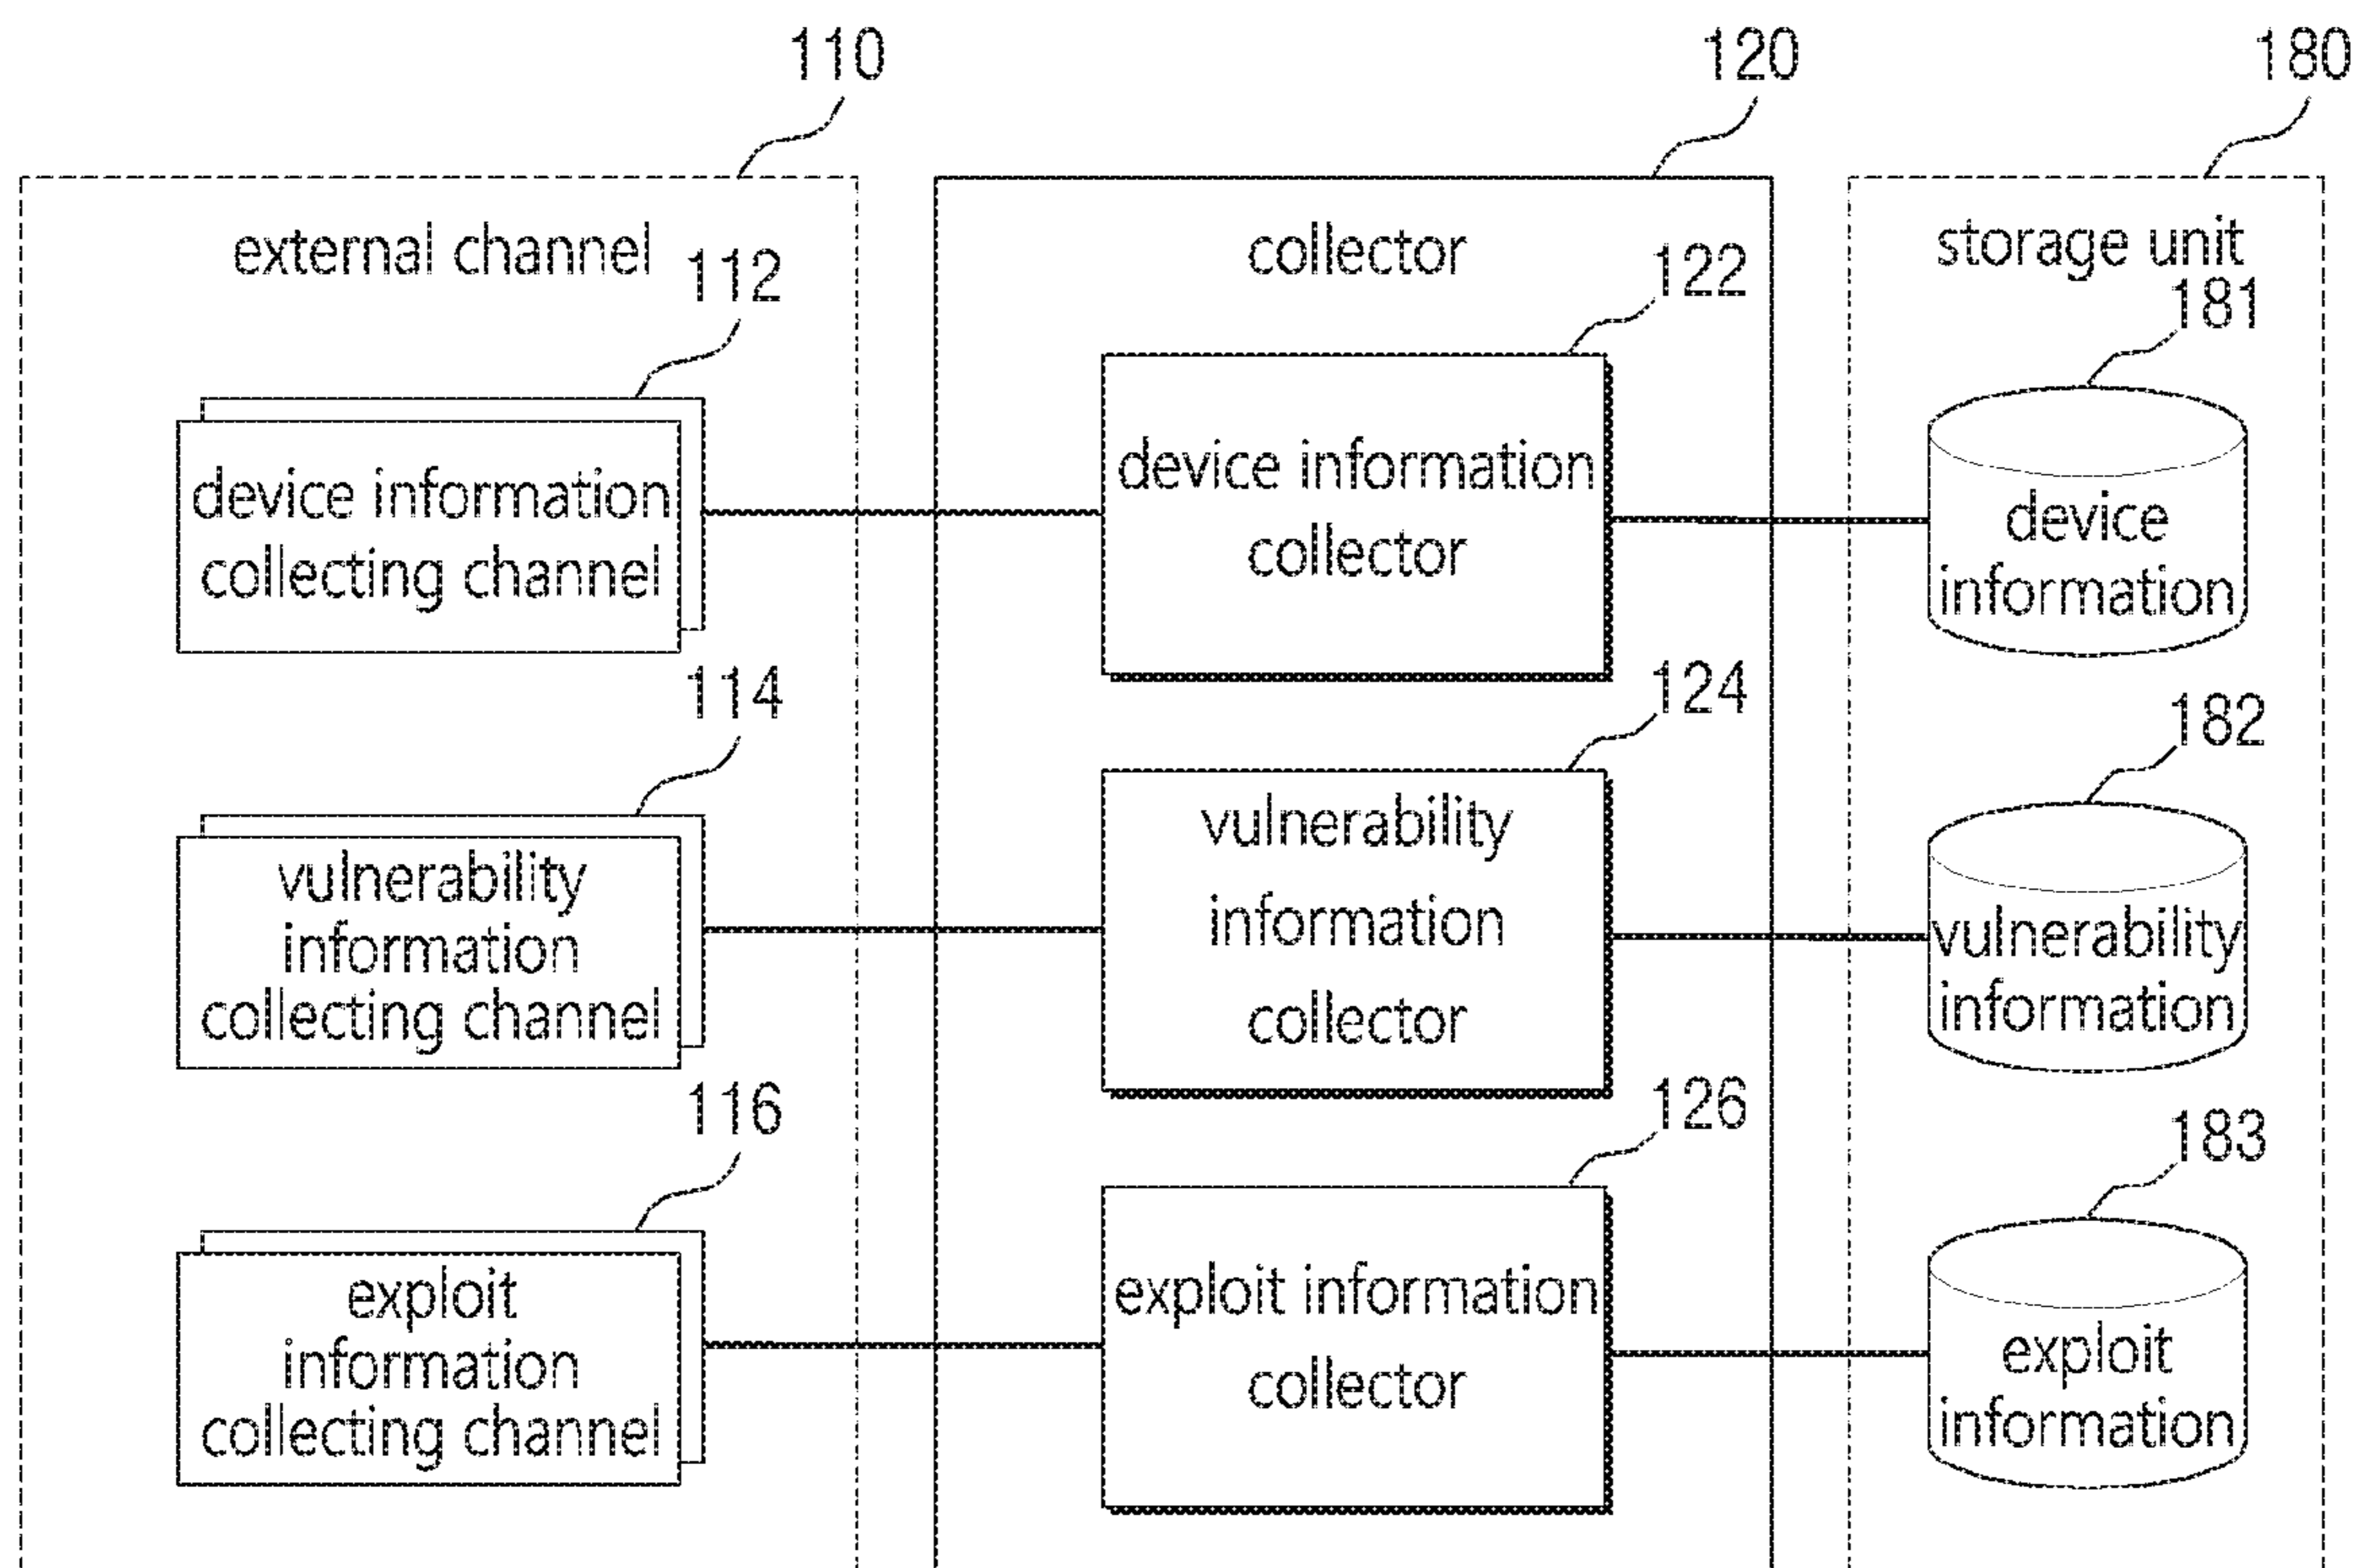 110
120
180
external channel
collector
storage unit
112
122
181
device information
collecting channel
device information
collector
device
information
114
124
182
vulnerability
information
collecting channel
vulnerability
information
collector
vulnerability
information
116
126
183
exploit
information
collecting channel
exploit information
collector
exploit
information